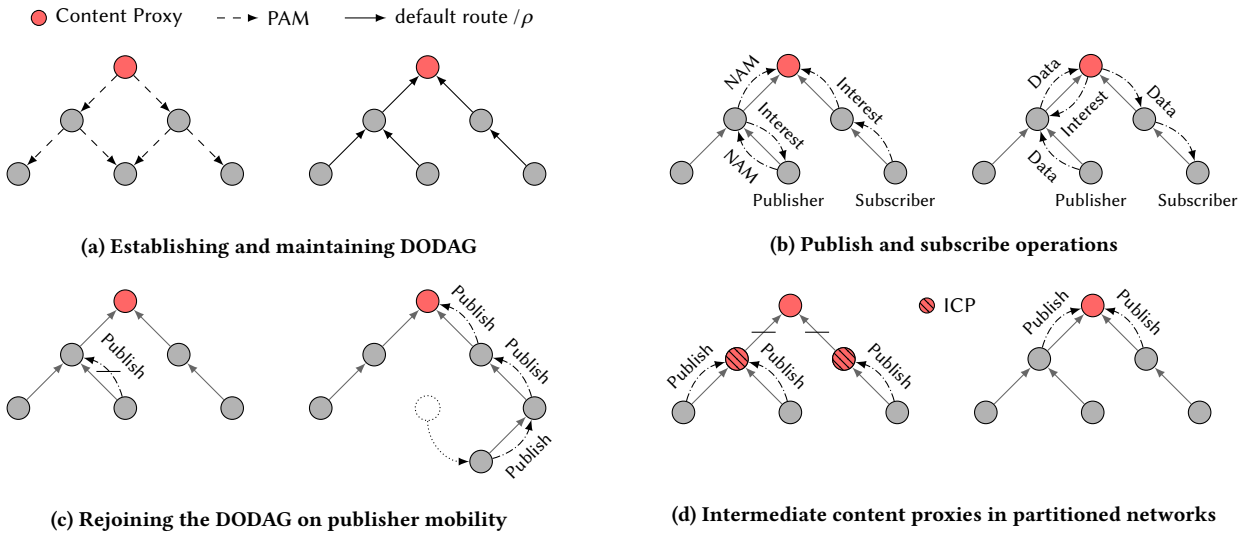 Content Proxy
PAM
default route /ρ
NAM
Interest
Interest
NAM
Publisher
Subscriber
Data
Interest
Data
Data
Publisher
Subscriber
(a) Establishing and maintaining DODAG
(b) Publish and subscribe operations
Publish
Publish
Publish
Publish
ICP
Publish
Publish
Publish
Publish
Publish
(c) Rejoining the DODAG on publisher mobility
(d) Intermediate content proxies in partitioned networks